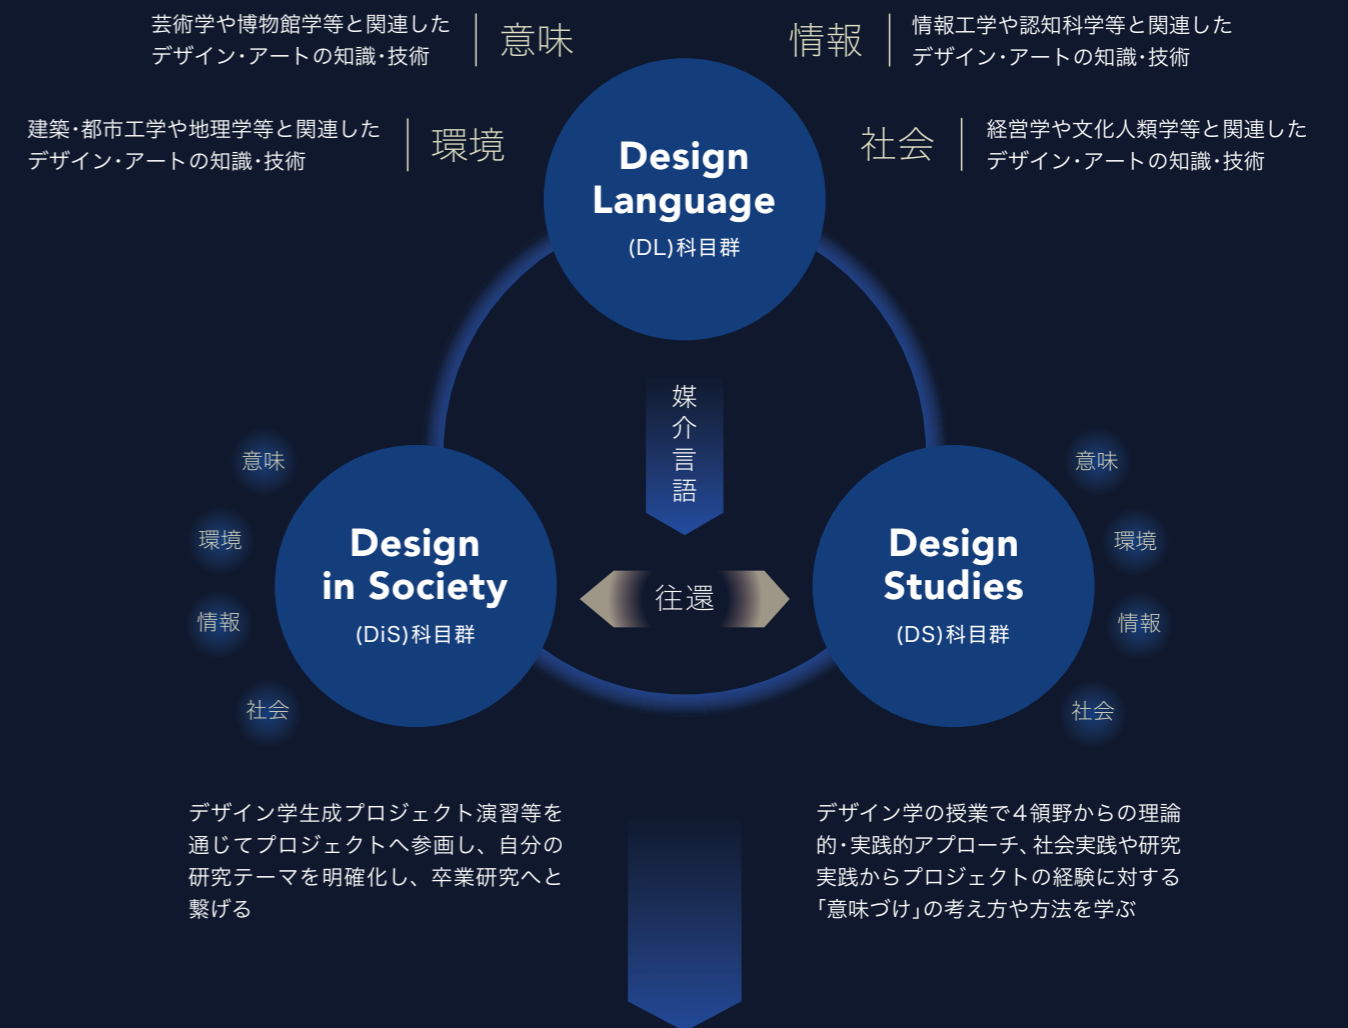 芸術学や博物館学等と関連した
デザイン・アートの知識・技術
意味
情報
情報工学や認知科学等と関連した
デザイン・アートの知識・技術
建築・都市工学や地理学等と関連した
デザイン・アートの知識・技術
環境
社会
経営学や文化人類学等と関連した
デザイン・アートの知識・技術
Design
Language
(DL)科目群
媒介言語
意味
環境
情報
社会
Design
in Society
(DiS)科目群
往還
Design
Studies
(DS)科目群
意味
環境
情報
社会
デザイン学生成プロジェクト演習等を
通じてプロジェクトへ参画し、自分の
研究テーマを明確化し、卒業研究へと
繋げる
デザイン学の授業で4領野からの理論
的・実践的アプローチ、社会実践や研究
実践からプロジェクトの経験に対する
「意味づけ」の考え方や方法を学ぶ